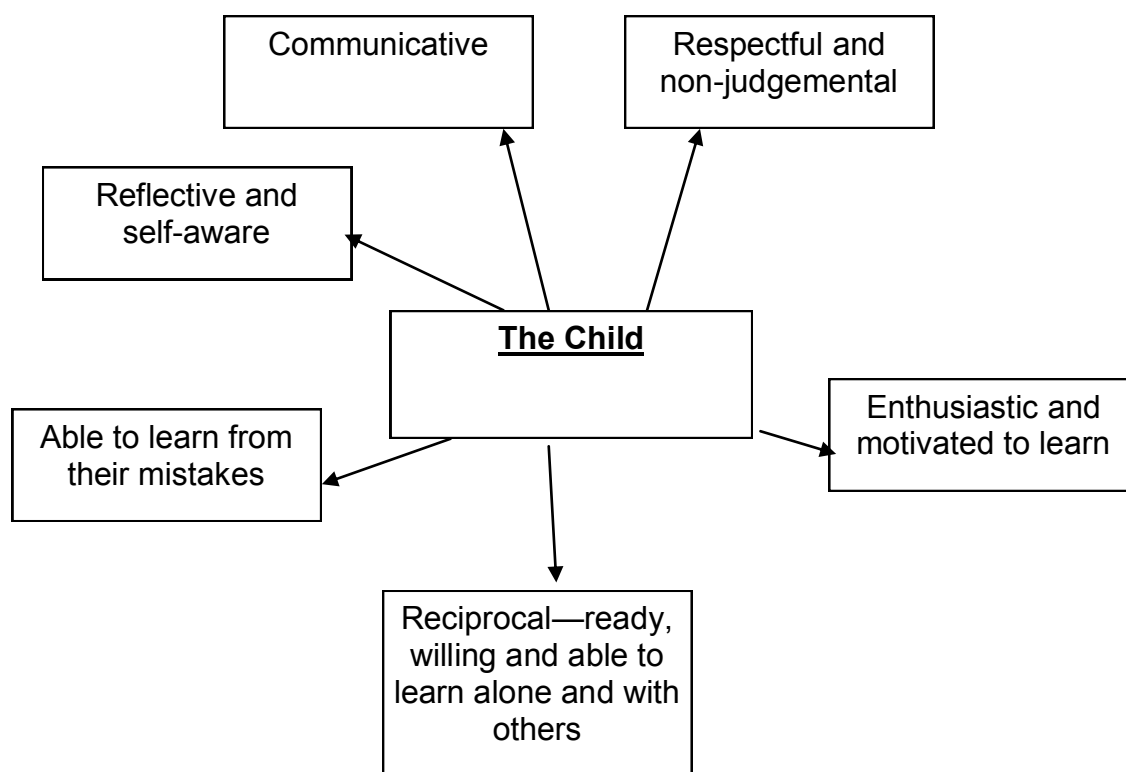 Communicative
Respectful and
non-judgemental
Reflective and
self-aware
The Child
Enthusiastic and
motivated to learn
Able to learn from
their mistakes
Reciprocal—ready,
willing and able to
learn alone and with
others